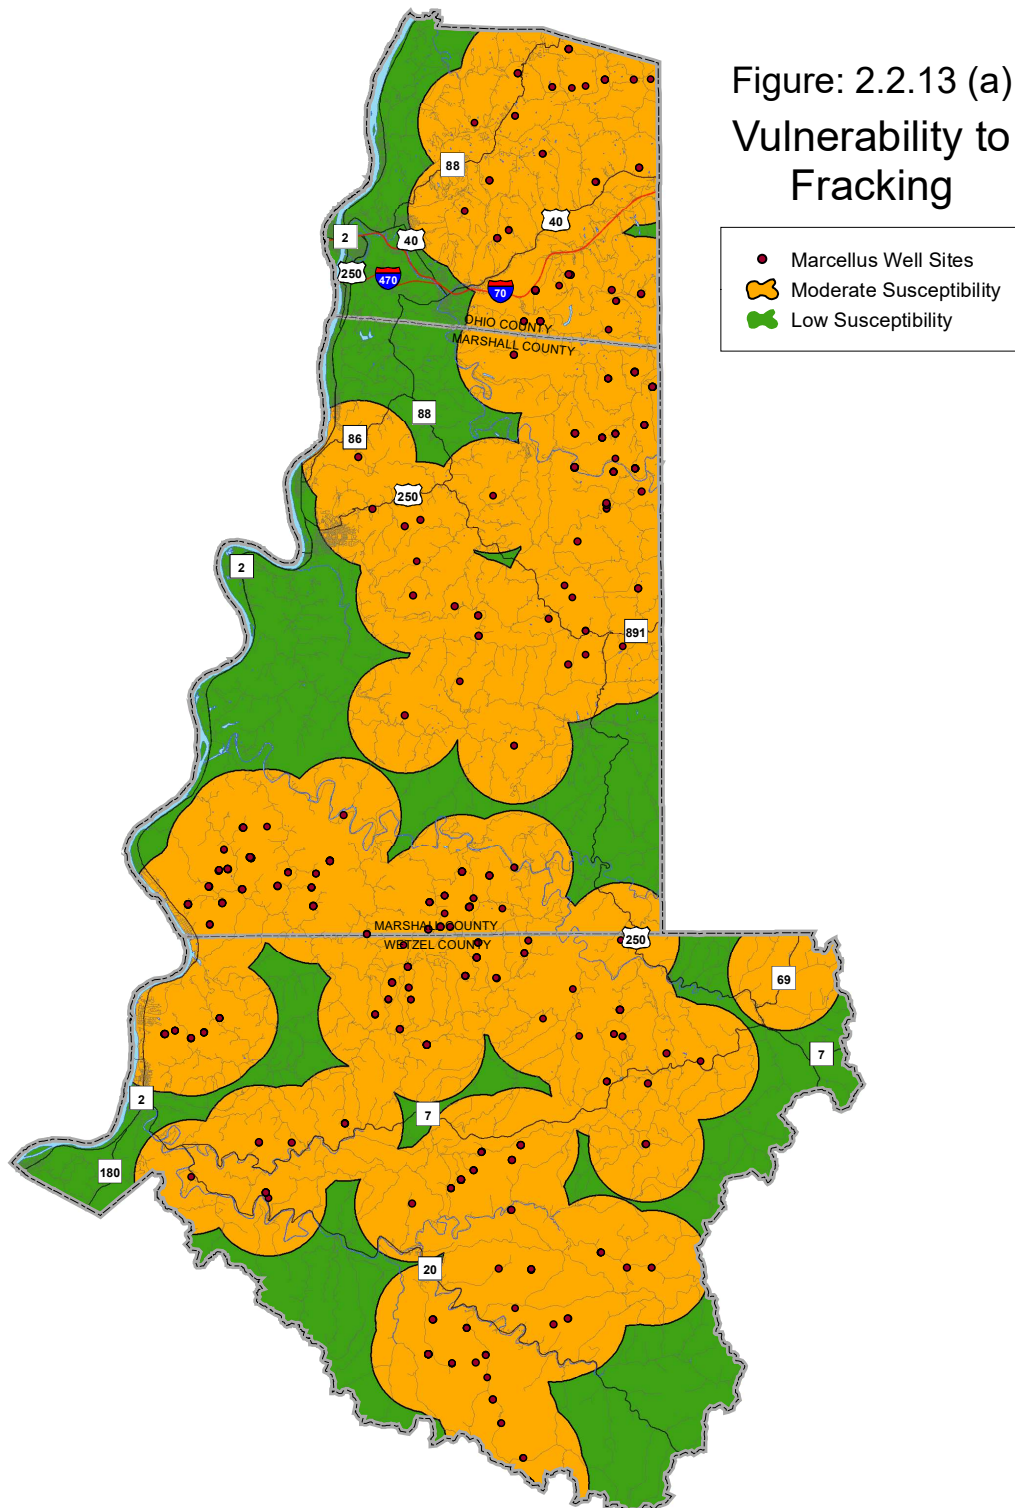 Figure: 2.2.13 (a)
Vulnerability to
Fracking
Marcellus Well Sites
Moderate Susceptibility
Low Susceptibility
88
40
2
40
250
470
70
OHIO COUNTY
MARSHALL COUNTY
88
86
250
2
891
MARSHALL COUNTY
WETZEL COUNTY
250
69
7
2
7
180
20